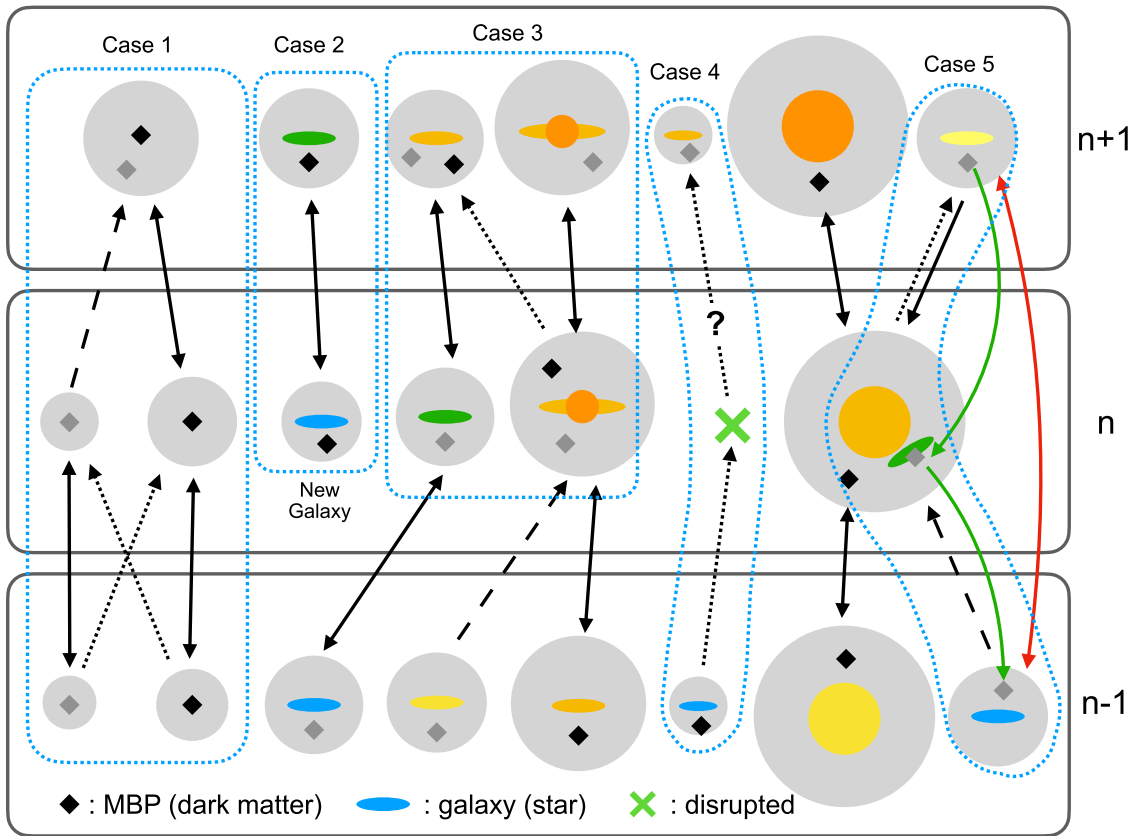 Case 1
Case 2
Case 3
Case 4
Case 5
n+1
?
n
New
Galaxy
n-1
: MBP (dark matter)
: galaxy (star)
: disrupted